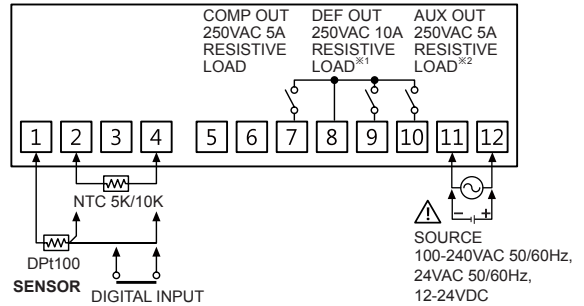 COMP OUT
250VAC 5A
RESISTIVE
LOAD
DEF OUT
250VAC 10A
RESISTIVE
LOAD※1
AUX OUT
250VAC 5A
RESISTIVE
LOAD※2
1 2 3 4 5 6 7 8 9 10 11 12
NTC 5K/10K
DPt100
SENSOR
DIGITAL INPUT
− +
SOURCE
100-240VAC 50/60Hz,
24VAC 50/60Hz,
12-24VDC